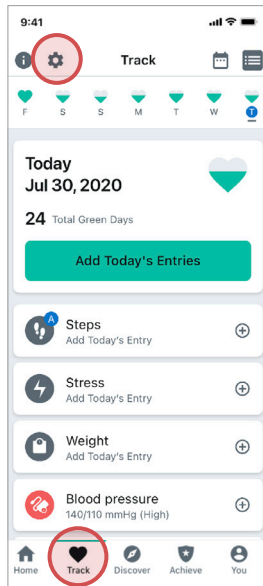 9:41
Track
F S S M T W T
Today
Jul 30, 2020
24 Total Green Days
Add Today's Entries
A
Steps
Add Today's Entry
Stress
Add Today's Entry
Weight
Add Today's Entry
Blood pressure
140/110 mmHg (High)
Home Track Discover Achieve You